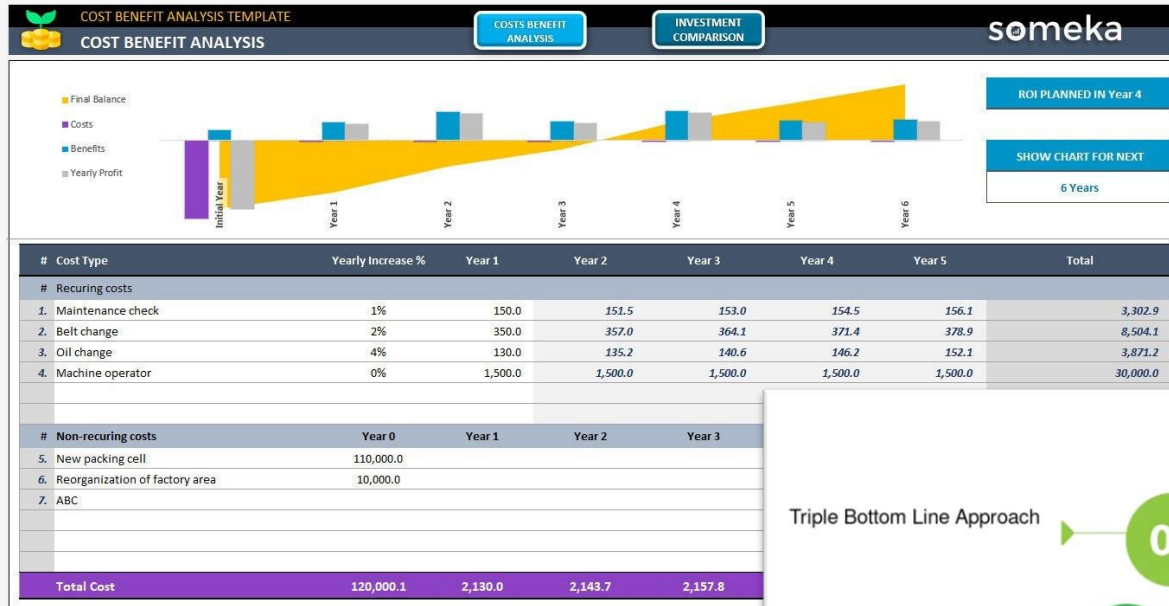 COST BENEFIT ANALYSIS TEMPLATE
COST BENEFIT ANALYSIS
COSTS BENEFIT
ANALYSIS
INVESTMENT
COMPARISON
someka
Final Balance
Costs
Benefits
Yearly Profit
Initial Year
Year 1
Year 2
Year 3
Year 4
Year 5
Year 6
ROI PLANNED IN Year 4
SHOW CHART FOR NEXT
6 Years
# Cost Type Yearly Increase % Year 1 Year 2 Year 3 Year 4 Year 5 Total
# Recuring costs
1. Maintenance check 1% 150.0 151.5 153.0 154.5 156.1 3,302.9
2. Belt change 2% 350.0 357.0 364.1 371.4 378.9 8,504.1
3. Oil change 4% 130.0 135.2 140.6 146.2 152.1 3,871.2
4. Machine operator 0% 1,500.0 1,500.0 1,500.0 1,500.0 1,500.0 30,000.0
# Non-recuring costs Year 0 Year 1 Year 2 Year 3
5. New packing cell 110,000.0
6. Reorganization of factory area 10,000.0
7. ABC
Triple Bottom Line Approach
0
Total Cost 120,000.1 2,130.0 2,143.7 2,157.8